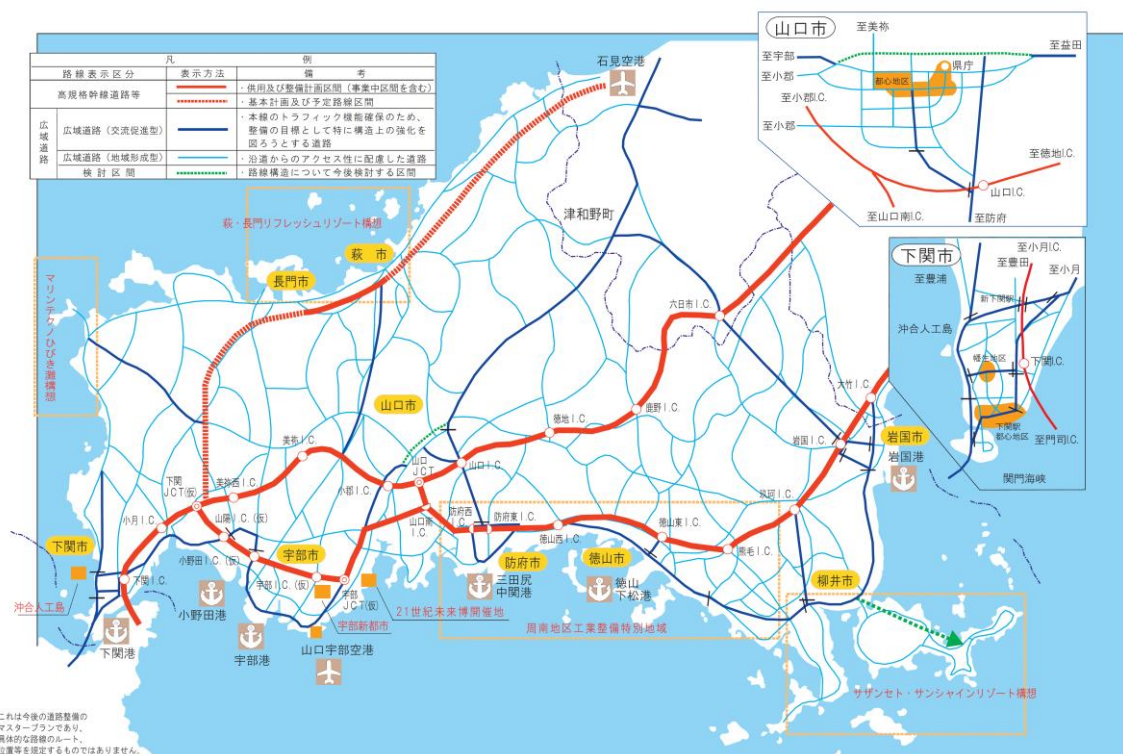 凡例
路線表示区分 表示方法 備考
高規格幹線道路等
・供用及び整備計画区間（事業中区間を含む）
・基本計画及び予定路線区間
広域道路
広域道路（交流促進型）
・本線のトラフィック機能確保のため、
整備の目標として特に構造上の強化を
図ろうとする道路
広域道路（地域形成型）
・沿道からのアクセス性に配慮した道路
検討区間
・路線構造について今後検討する区間
石見空港
山口市
至美祢
至宇部
至益田
県庁
至小郡
都心地区
至小郡I.C.
至小郡
至徳地I.C.
山口I.C.
至山口南I.C.
至防府
下関市
至小月I.C.
至豊田
至小月
至豊浦
新下関駅
沖合人工島
幡生地区
下関I.C.
下関駅
都心地区
至門司I.C.
関門海峡
萩・長門リフレッシュリゾート構想
津和野町
萩市
長門市
マリンテクノひびき灘構想
六日市I.C.
大竹I.C.
山口市
鹿野I.C.
徳地I.C.
岩国I.C.
岩国市
岩国港
美祢I.C.
山口
JCT
山口I.C.
下関
JCT(仮)
美祢西I.C.
小郡I.C.
玖珂I.C.
小月I.C.
山陽I.C.(仮)
山口南
I.C.
防府西
I.C.
防府東I.C.
徳山東I.C.
徳山西I.C.
熊毛I.C.
下関市
小野田I.C.(仮)
宇部市
防府市
徳山市
柳井市
下関I.C.
宇部I.C.(仮)
宇部
JCT(仮)
三田尻
中関港
徳山
下松港
沖合人工島
小野田港
21世紀未来博開催地
宇部新都市
周南地区工業整備特別地域
下関港
宇部港
山口宇部空港
サザンセト・サンシャインリゾート構想
これは今後の道路整備の
マスタープランであり、
具体的な路線のルート、
位置等を規定するものではありません。